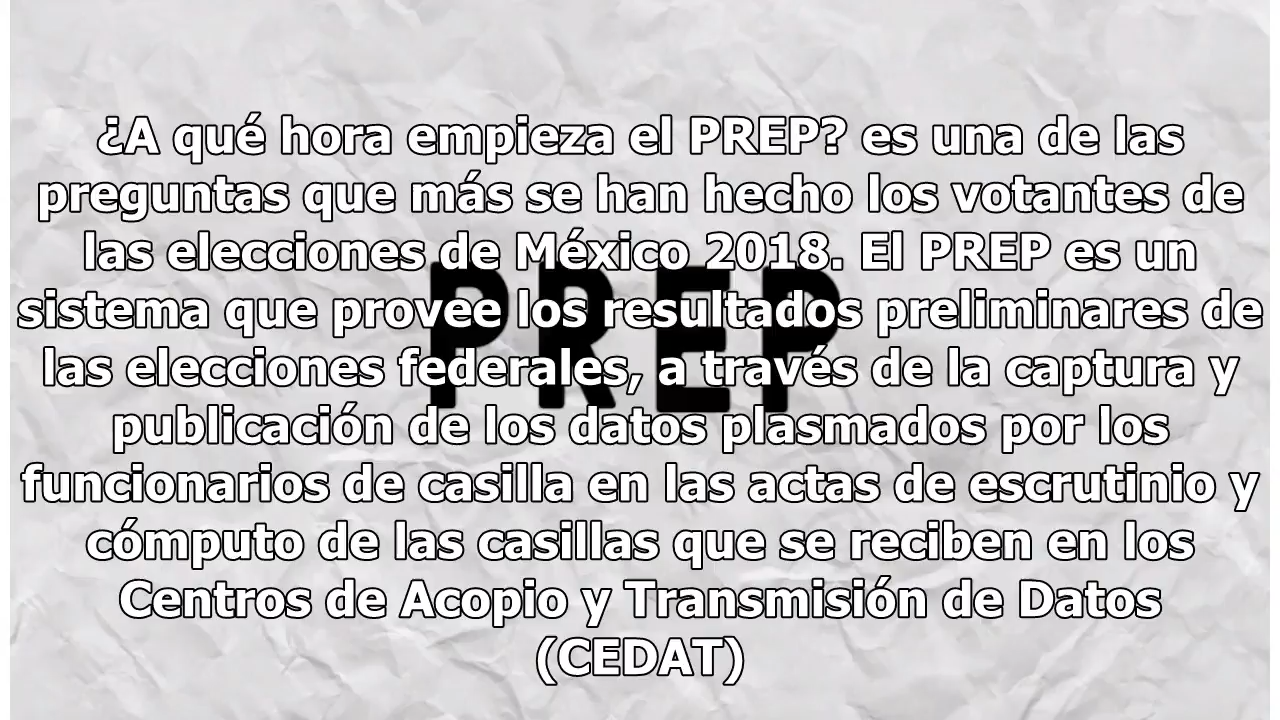 ¿A qué hora empieza el PREP? es una de las
preguntas que más se han hecho los votantes de
las elecciones de México 2018. El PREP es un
sistema que provee los resultados preliminares de
las elecciones federales, a través de la captura y
publicación de los datos plasmados por los
funcionarios de casilla en las actas de escrutinio y
cómputo de las casillas que se reciben en los
Centros de Acopio y Transmisión de Datos
(CEDAT)
PREP